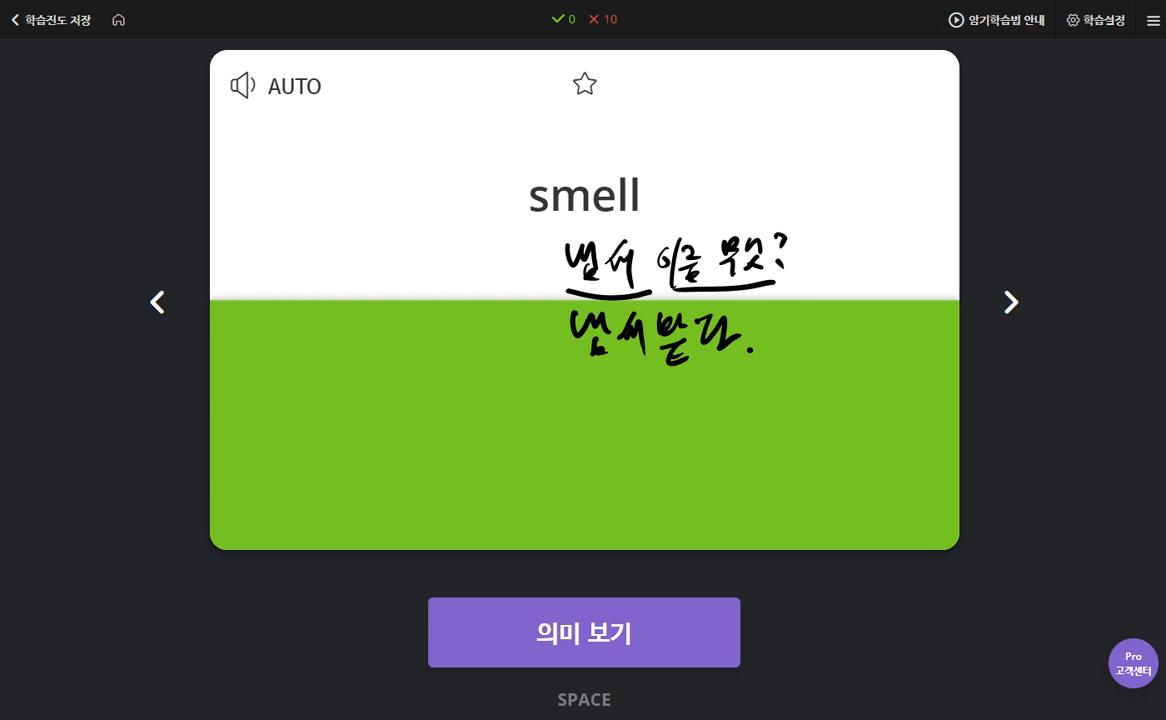 학습진도 저장 0 10 암기학습법 안내 학습설정
AUTO
smell
냄새 이름 무엇?
냄새 맡다.
의미 보기
SPACE
Pro
고객센터